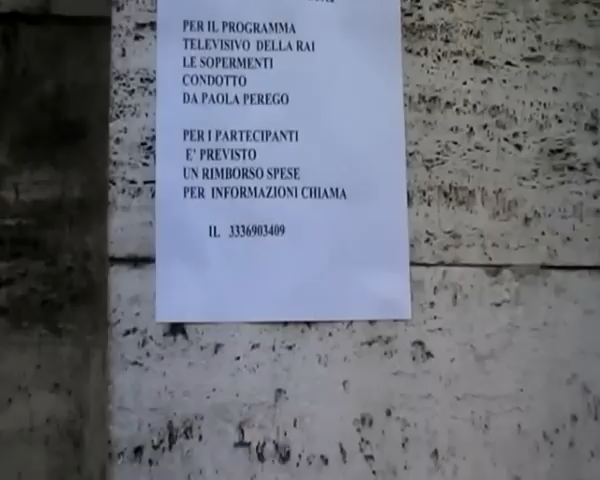 PER IL PROGRAMMA
TELEVISIVO DELLA RAI
LE SOPERMENTI
CONDOTTO
DA PAOLA PEREGO
PER I PARTECIPANTI
E' PREVISTO
UN RIMBORSO SPESE
PER INFORMAZIONI CHIAMA
IL 3336903409